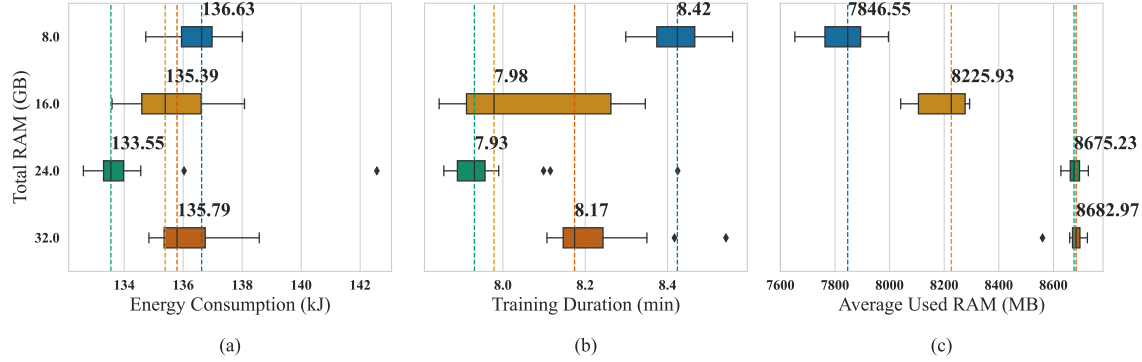 136.63
8.42
7846.55
8.0
135.39
7.98
8225.93
16.0
133.55
7.93
8675.23
24.0
135.79
8.17
8682.97
32.0
Total RAM (GB)
134 136 138 140 142
8.0 8.2 8.4
7600 7800 8000 8200 8400 8600
Energy Consumption (kJ)
Training Duration (min)
Average Used RAM (MB)
(a)
(b)
(c)